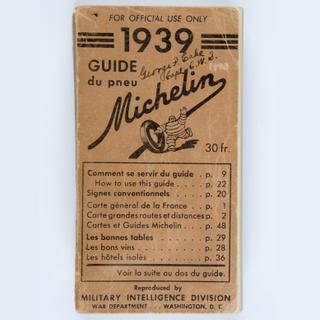 FOR OFFICIAL USE ONLY
1939
GUIDE
du pneu
George F.
Capt.
Michelin
30 fr.
Comment se servir du guide . p. 9
How to use this guide . . . . p. 22
Signes conventionnels . . . . p. 20
Carte général de la France . p. 1
Carte grandes routes et distances p. 2
Cartes et Guides Michelin . . . p. 48
Les bonnes tables . . . . . p. 29
Les bons vins . . . . . . . p. 28
Les hôtels isolés . . . . . . p. 36
Voir la suite au dos du guide.
Reproduced by
MILITARY INTELLIGENCE DIVISION
WAR DEPARTMENT . . . WASHINGTON, D. C.